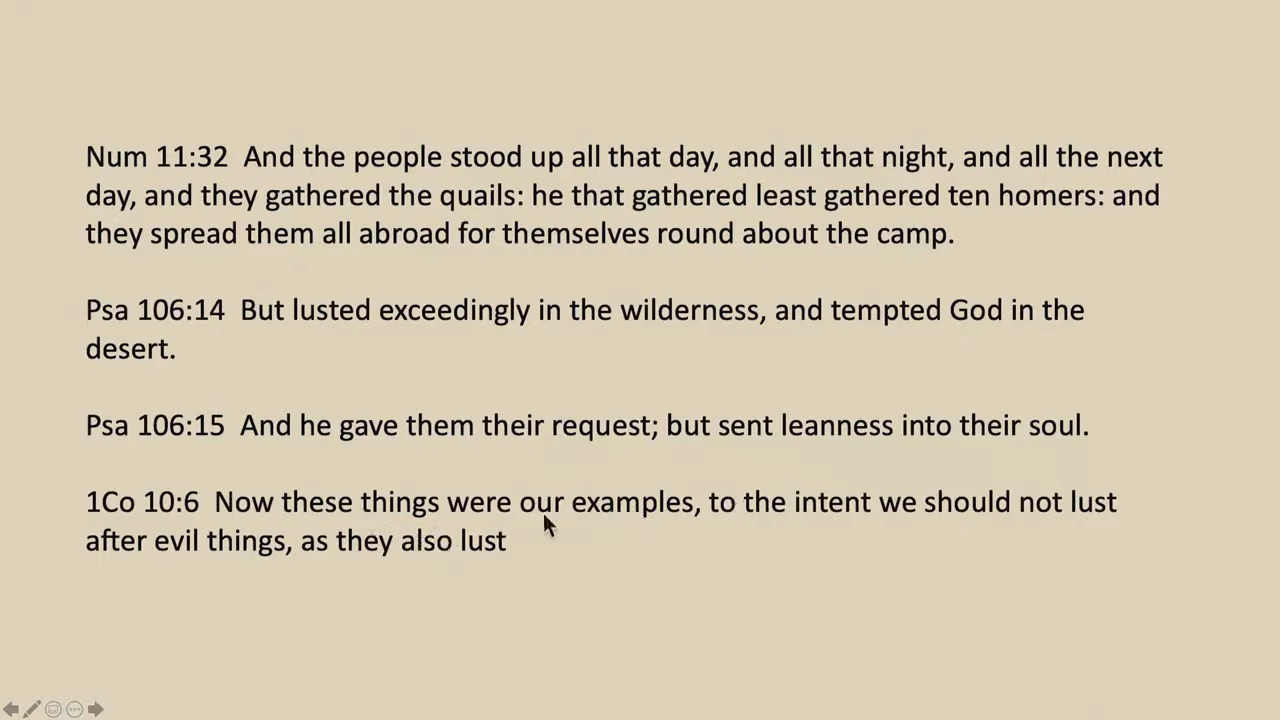 Num 11:32  And the people stood up all that day, and all that night, and all the next
day, and they gathered the quails: he that gathered least gathered ten homers: and
they spread them all abroad for themselves round about the camp.
Psa 106:14  But lusted exceedingly in the wilderness, and tempted God in the
desert.
Psa 106:15  And he gave them their request; but sent leanness into their soul.
1Co 10:6  Now these things were our examples, to the intent we should not lust
after evil things, as they also lust